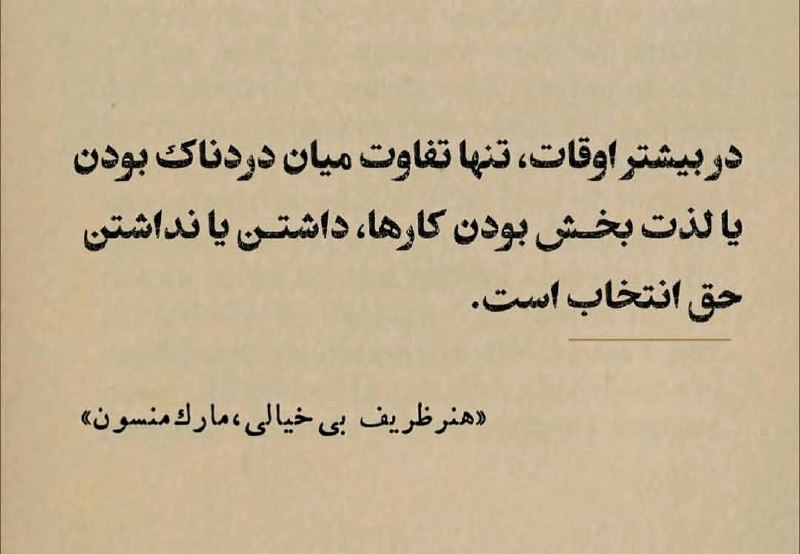 در بیشتر اوقات، تنها تفاوت میان دردناک بودن
یا لذت بخش بودن کارها، داشتن یا نداشتن
حق انتخاب است.
«هنر ظریف بی خیالی، مارک منسون»